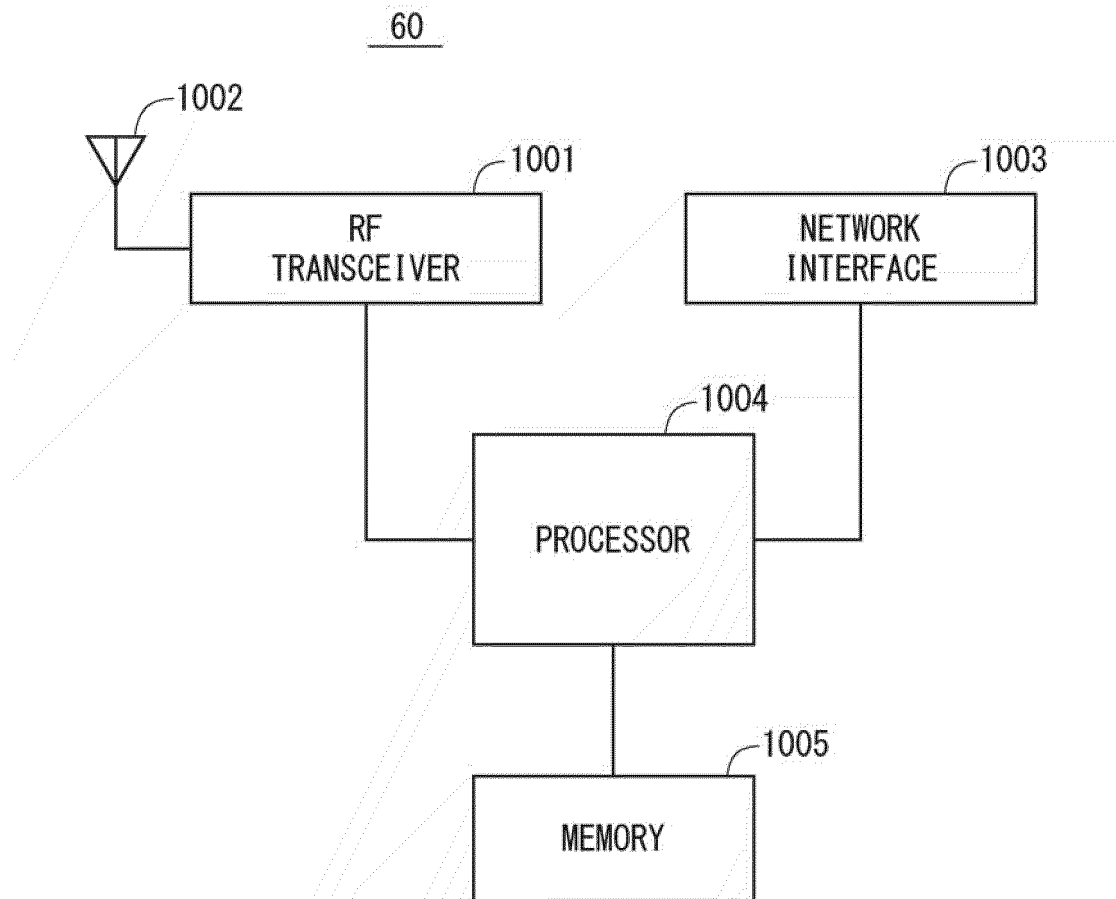 60
1002
1001
1003
RF
TRANSCEIVER
NETWORK
INTERFACE
1004
PROCESSOR
1005
MEMORY